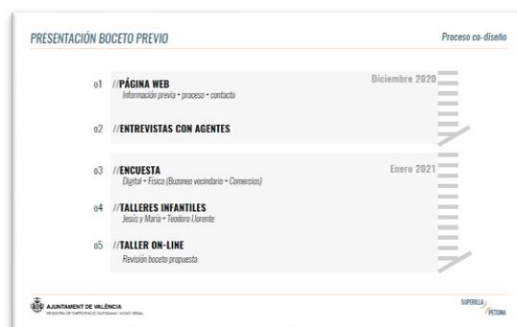 PRESENTACIÓN BOCETO PREVIO
Proceso co-diseño
01 //PÁGINA WEB
Diciembre 2020
Información previa + proceso + contacto
02 //ENTREVISTAS CON AGENTES
03 //ENCUESTA
Enero 2021
Digital + Física (Buzoneo vecindario + Comercios)
04 //TALLERES INFANTILES
Jesús y María + Teodoro Llorente
05 //TALLER ON-LINE
Revisión boceto propuesta
AJUNTAMENT DE VALÈNCIA
SUPERILLA
PETXINA